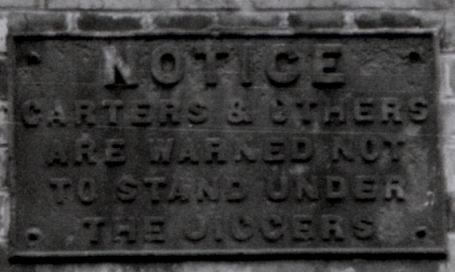 NOTICE
CARTERS & OTHERS
ARE WARNED NOT
TO STAND UNDER
THE JIGGERS